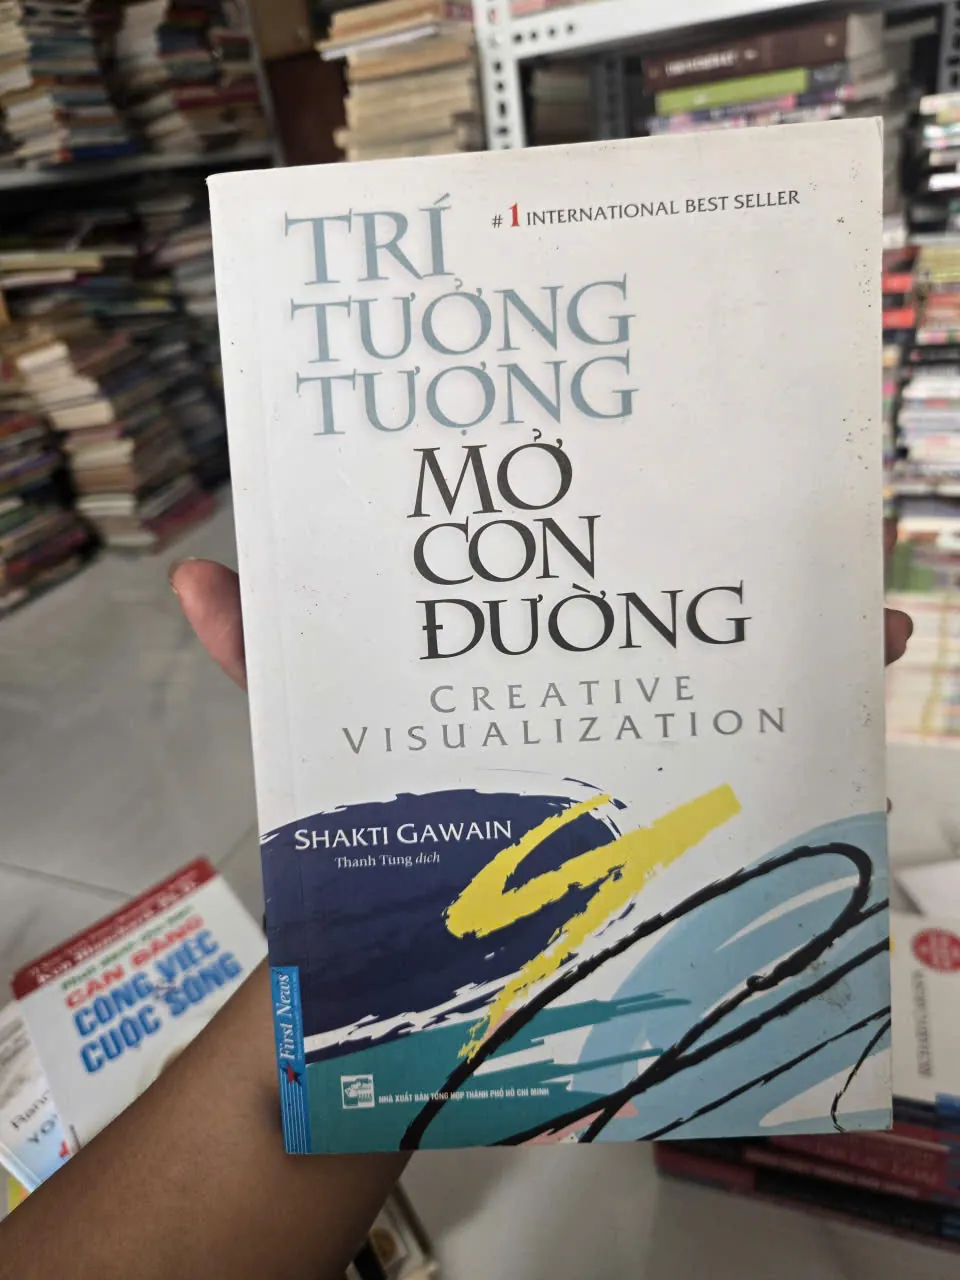 # 1 INTERNATIONAL BEST SELLER
TRÍ
TƯỞNG
TƯỢNG
MỞ
CON
ĐƯỜNG
CREATIVE
VISUALIZATION
SHAKTI GAWAIN
Thanh Tùng dịch
First News
NHÀ XUẤT BẢN TỔNG HỢP THÀNH PHỐ HỒ CHÍ MINH
CÂN BẰNG
CÔNG VIỆC
CUỘC SỐNG